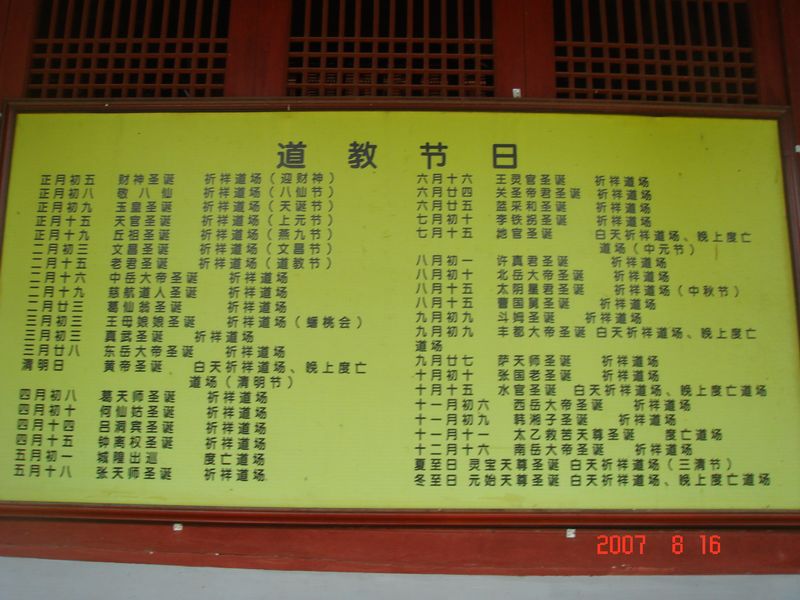 道教节日
正月初五 财神圣诞 祈祥道场（迎财神）
正月初八 敬八仙 祈祥道场（八仙节）
正月初九 玉皇圣诞 祈祥道场（天诞节）
正月十五 天官圣诞 祈祥道场（上元节）
正月十九 丘祖圣诞 祈祥道场（燕九节）
二月初三 文昌圣诞 祈祥道场（文昌节）
二月十五 老君圣诞 祈祥道场（道教节）
二月十六 中岳大帝圣诞 祈祥道场
二月十九 慈航道人圣诞 祈祥道场
二月廿三 葛仙翁圣诞 祈祥道场
三月初三 王母娘娘圣诞 祈祥道场（蟠桃会）
三月初三 真武圣诞 祈祥道场
三月廿八 东岳大帝圣诞 祈祥道场
清明日 黄帝圣诞 白天祈祥道场、晚上度亡
道场（清明节）
四月初八 葛天师圣诞 祈祥道场
四月初十 何仙姑圣诞 祈祥道场
四月十四 吕洞宾圣诞 祈祥道场
四月十五 钟离权圣诞 祈祥道场
五月初一 城隍出巡 度亡道场
五月十八 张天师圣诞 祈祥道场
六月十六 王灵官圣诞 祈祥道场
六月廿四 关圣帝君圣诞 祈祥道场
六月廿五 蓝采和圣诞 祈祥道场
七月初十 李铁拐圣诞 祈祥道场
七月十五 地官圣诞 白天祈祥道场、晚上度亡
道场（中元节）
八月初一 许真君圣诞 祈祥道场
八月初十 北岳大帝圣诞 祈祥道场
八月十五 太阴星君圣诞 祈祥道场（中秋节）
八月十五 曹国舅圣诞 祈祥道场
九月初九 斗姆圣诞 祈祥道场
九月初九 丰都大帝圣诞 白天祈祥道场、晚上度亡
道场
九月廿七 萨天师圣诞 祈祥道场
十月初十 张国老圣诞 祈祥道场
十月十五 水官圣诞 白天祈祥道场、晚上度亡道场
十一月初六 西岳大帝圣诞 祈祥道场
十一月初九 韩湘子圣诞 祈祥道场
十一月十一 太乙救苦天尊圣诞 度亡道场
十二月十六 南岳大帝圣诞 祈祥道场
夏至日 灵宝天尊圣诞 白天祈祥道场（三清节）
冬至日 元始天尊圣诞 白天祈祥道场、晚上度亡道场
2007 8 16